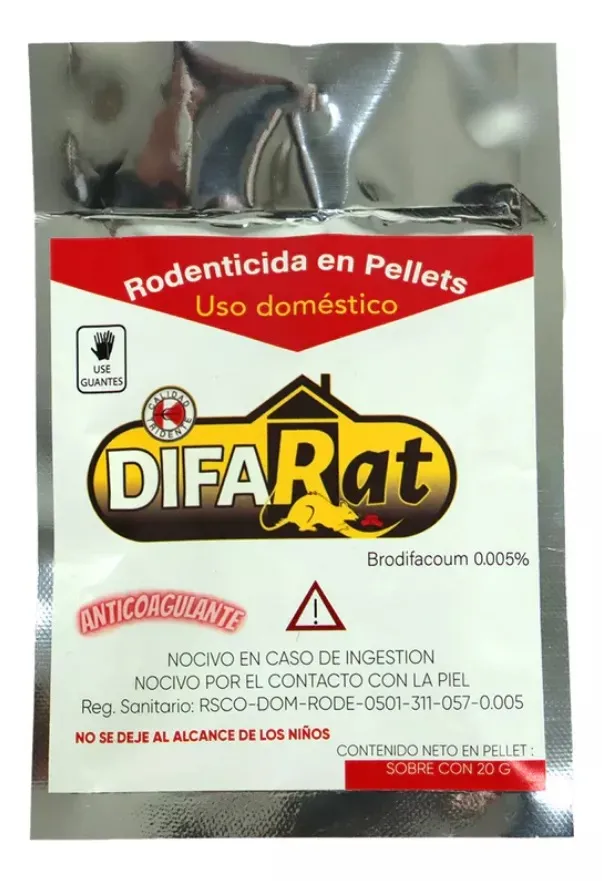 Rodenticida en Pellets
Uso doméstico
USE
GUANTES
CALIDAD
TRIDENTE
DIFARat
Brodifacoum 0.005%
ANTICOAGULANTE
NOCIVO EN CASO DE INGESTION
NOCIVO POR EL CONTACTO CON LA PIEL
Reg. Sanitario: RSCO-DOM-RODE-0501-311-057-0.005
NO SE DEJE AL ALCANCE DE LOS NIÑOS
CONTENIDO NETO EN PELLET :
SOBRE CON 20 G